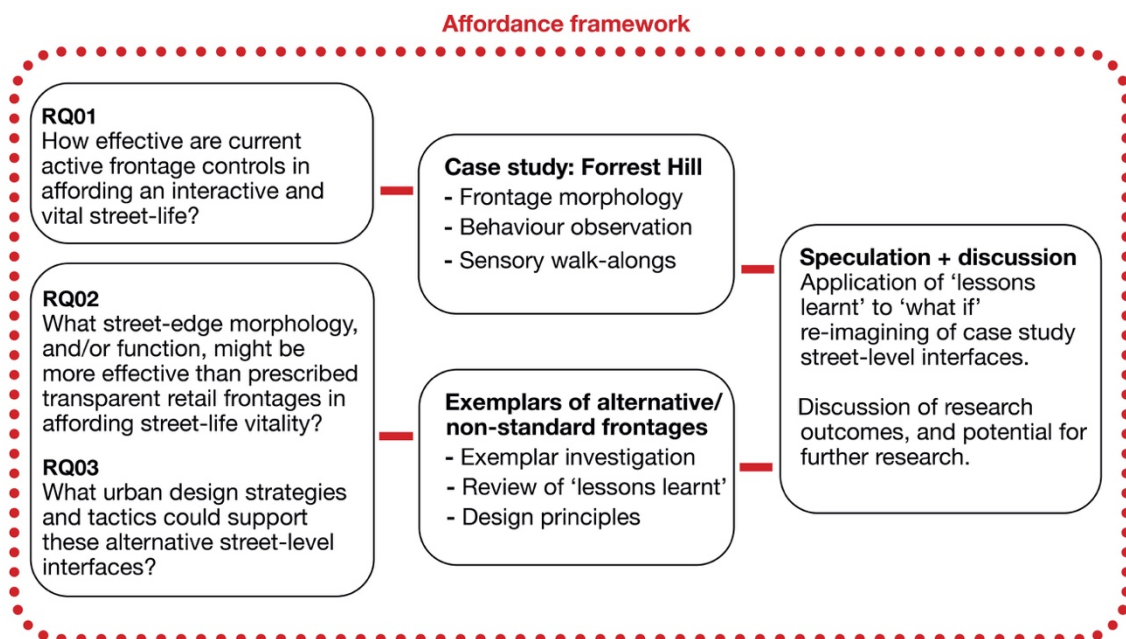 Affordance framework
RQ01
How effective are current
active frontage controls in
affording an interactive and
vital street-life?
RQ02
What street-edge morphology,
and/or function, might be
more effective than prescribed
transparent retail frontages in
affording street-life vitality?
RQ03
What urban design strategies
and tactics could support
these alternative street-level
interfaces?
Case study: Forrest Hill
- Frontage morphology
- Behaviour observation
- Sensory walk-alongs
Exemplars of alternative/
non-standard frontages
- Exemplar investigation
- Review of ‘lessons learnt’
- Design principles
Speculation + discussion
Application of ‘lessons
learnt’ to ‘what if’
re-imagining of case study
street-level interfaces.
Discussion of research
outcomes, and potential for
further research.